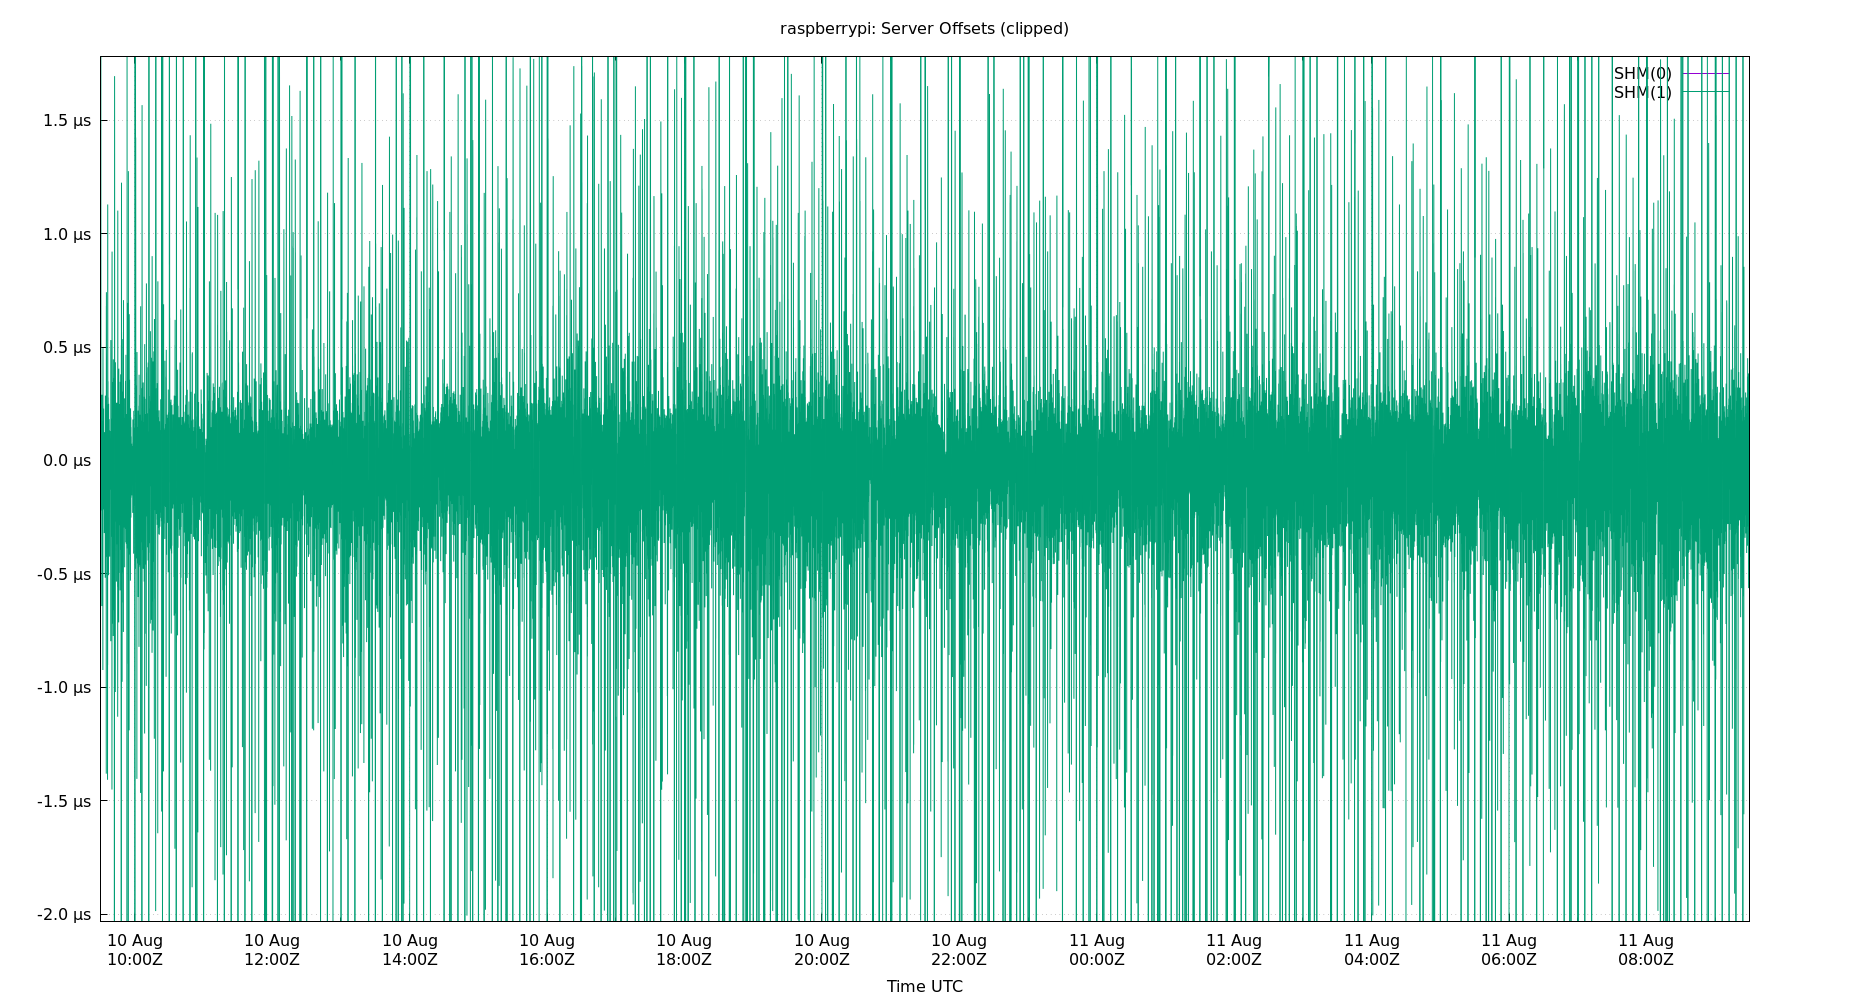 raspberrypi: Server Offsets (clipped)
SHM(0)
SHM(1)
1.5 µs
1.0 µs
0.5 µs
0.0 µs
-0.5 µs
-1.0 µs
-1.5 µs
-2.0 µs
10 Aug 10 Aug 10 Aug 10 Aug 10 Aug 10 Aug 10 Aug 11 Aug 11 Aug 11 Aug 11 Aug 11 Aug
10:00Z 12:00Z 14:00Z 16:00Z 18:00Z 20:00Z 22:00Z 00:00Z 02:00Z 04:00Z 06:00Z 08:00Z
Time UTC